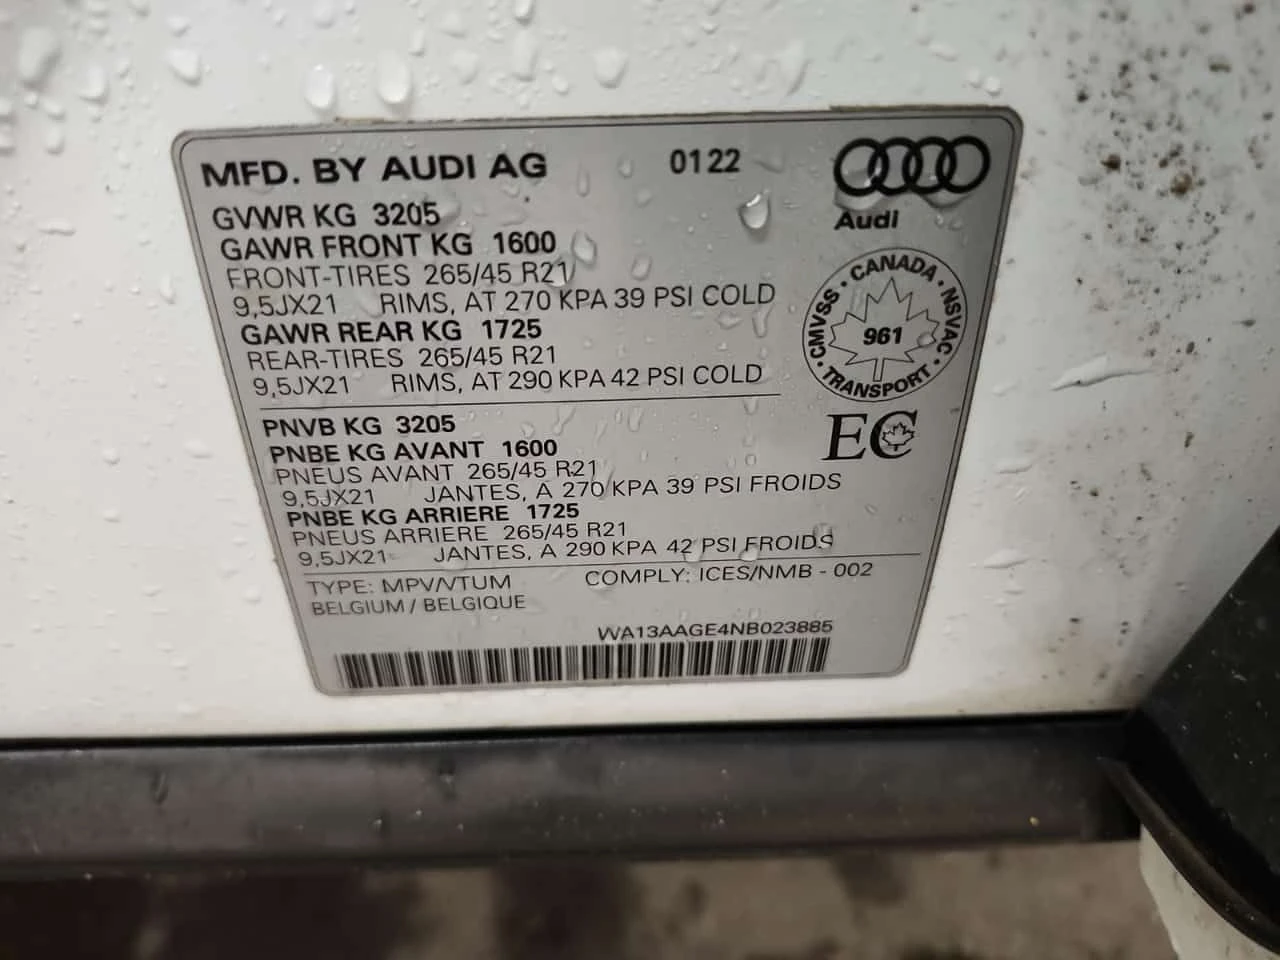 MFD. BY AUDI AG 0122
Audi
GVWR KG 3205
GAWR FRONT KG 1600
FRONT-TIRES 265/45 R21
9,5JX21 RIMS, AT 270 KPA 39 PSI COLD
GAWR REAR KG 1725
REAR-TIRES 265/45 R21
9,5JX21 RIMS, AT 290 KPA 42 PSI COLD
CMVSS · CANADA · NSVAC · TRANSPORT ·
961
EC
PNVB KG 3205
PNBE KG AVANT 1600
PNEUS AVANT 265/45 R21
9,5JX21 JANTES, A 270 KPA 39 PSI FROIDS
PNBE KG ARRIERE 1725
PNEUS ARRIERE 265/45 R21
9,5JX21 JANTES, A 290 KPA 42 PSI FROIDS
TYPE: MPV/VTUM COMPLY: ICES/NMB - 002
BELGIUM / BELGIQUE
WA13AAGE4NB023885